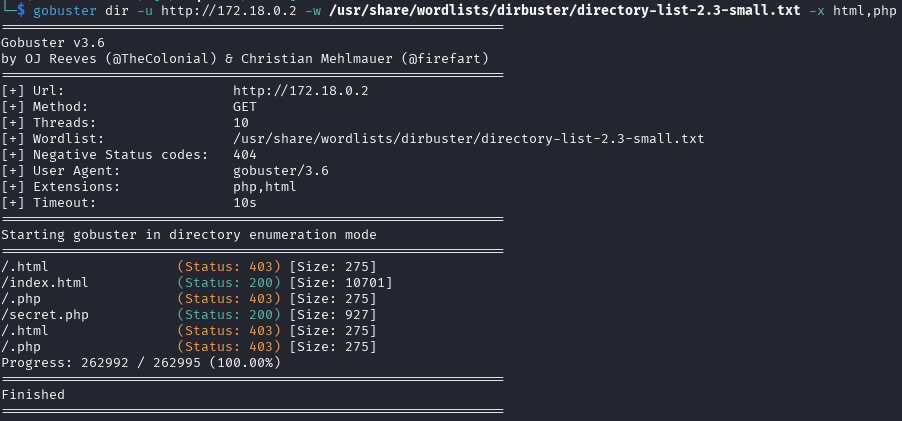 └─$ gobuster dir -u http://172.18.0.2 -w /usr/share/wordlists/dirbuster/directory-list-2.3-small.txt -x html,php
===============================================================
Gobuster v3.6
by OJ Reeves (@TheColonial) & Christian Mehlmauer (@firefart)
===============================================================
[+] Url:                     http://172.18.0.2
[+] Method:                  GET
[+] Threads:                 10
[+] Wordlist:                /usr/share/wordlists/dirbuster/directory-list-2.3-small.txt
[+] Negative Status codes:   404
[+] User Agent:              gobuster/3.6
[+] Extensions:              php,html
[+] Timeout:                 10s
===============================================================
Starting gobuster in directory enumeration mode
===============================================================
/.html                (Status: 403) [Size: 275]
/index.html           (Status: 200) [Size: 10701]
/.php                 (Status: 403) [Size: 275]
/secret.php           (Status: 200) [Size: 927]
/.html                (Status: 403) [Size: 275]
/.php                 (Status: 403) [Size: 275]
Progress: 262992 / 262995 (100.00%)
===============================================================
Finished
===============================================================